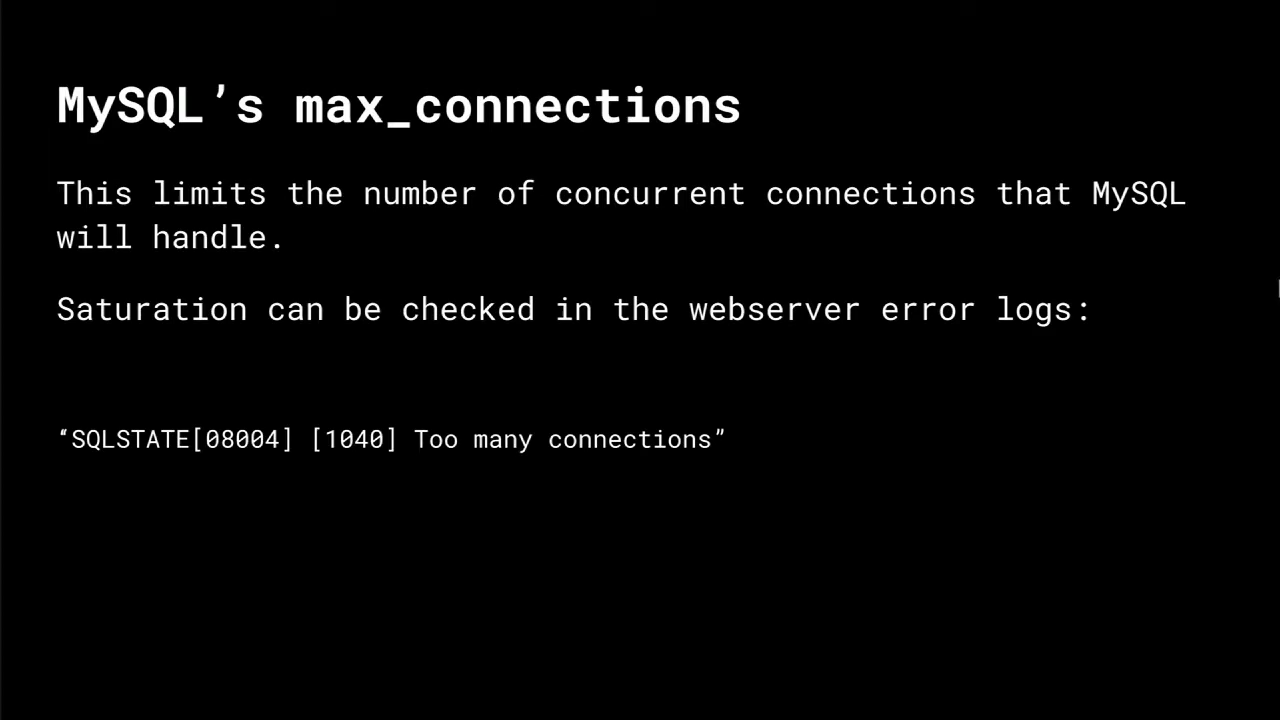 MySQL’s max_connections
This limits the number of concurrent connections that MySQL
will handle.
Saturation can be checked in the webserver error logs:
“SQLSTATE[08004] [1040] Too many connections”